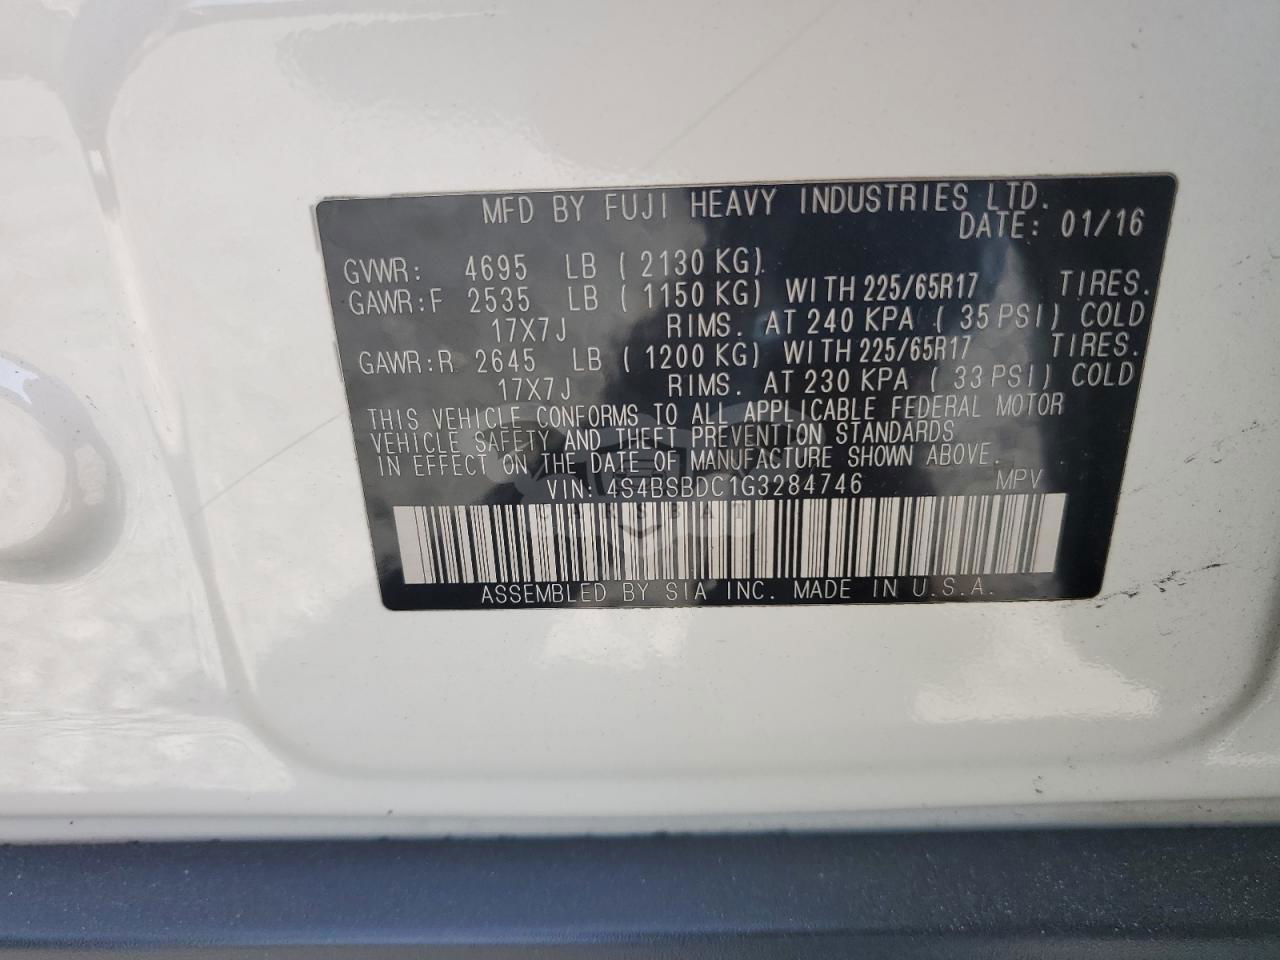 MFD BY FUJI HEAVY INDUSTRIES LTD.
DATE: 01/16
GVWR: 4695 LB (2130 KG)
GAWR:F 2535 LB (1150 KG) WITH 225/65R17 TIRES.
17X7J RIMS. AT 240 KPA (35 PSI) COLD
GAWR:R 2645 LB (1200 KG) WITH 225/65R17 TIRES.
17X7J RIMS. AT 230 KPA (33 PSI) COLD
THIS VEHICLE CONFORMS TO ALL APPLICABLE FEDERAL MOTOR
VEHICLE SAFETY AND THEFT PREVENTION STANDARDS
IN EFFECT ON THE DATE OF MANUFACTURE SHOWN ABOVE.
VIN: 4S4BSBDC1G3284746 MPV
ASSEMBLED BY SIA INC. MADE IN U.S.A.